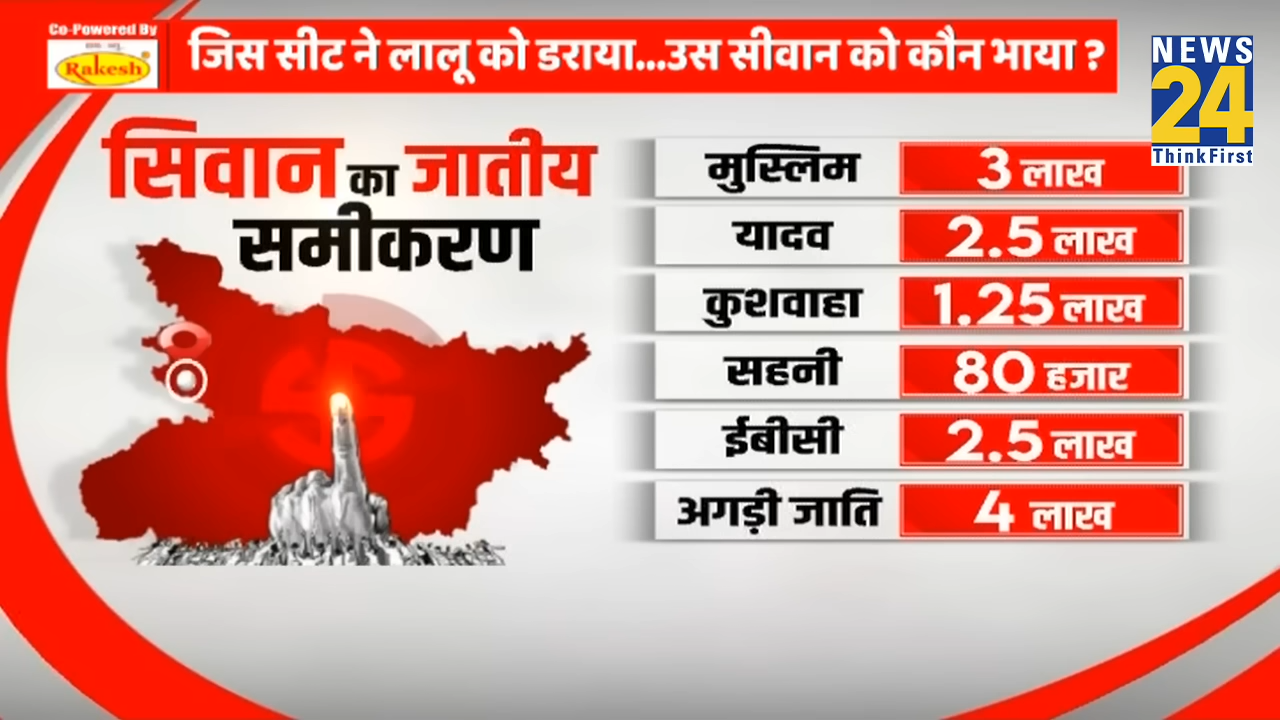 Co-Powered By
Rakesh
जिस सीट ने लालू को डराया...उस सीवान को कौन भाया ?
NEWS
24
ThinkFirst
सिवान का जातीय
समीकरण
मुस्लिम 3 लाख
यादव 2.5 लाख
कुशवाहा 1.25 लाख
सहनी 80 हजार
ईबीसी 2.5 लाख
अगड़ी जाति 4 लाख